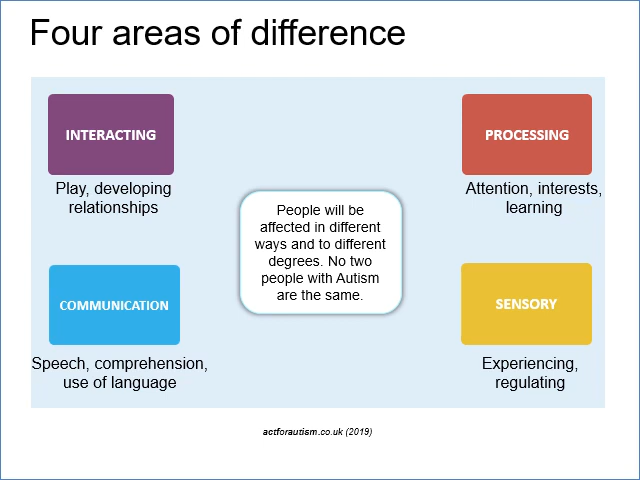 Four areas of difference
INTERACTING
Play, developing
relationships
PROCESSING
Attention, interests,
learning
People will be
affected in different
ways and to different
degrees. No two
people with Autism
are the same.
COMMUNICATION
Speech, comprehension,
use of language
SENSORY
Experiencing,
regulating
actforautism.co.uk (2019)